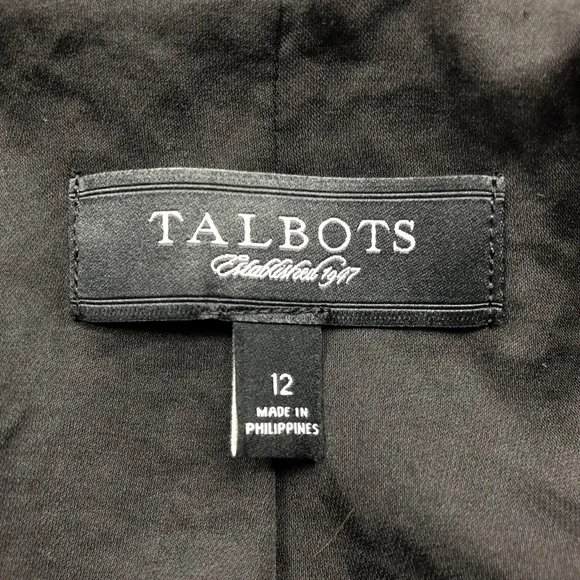 TALBOTS
Established 1947
12
MADE IN
PHILIPPINES